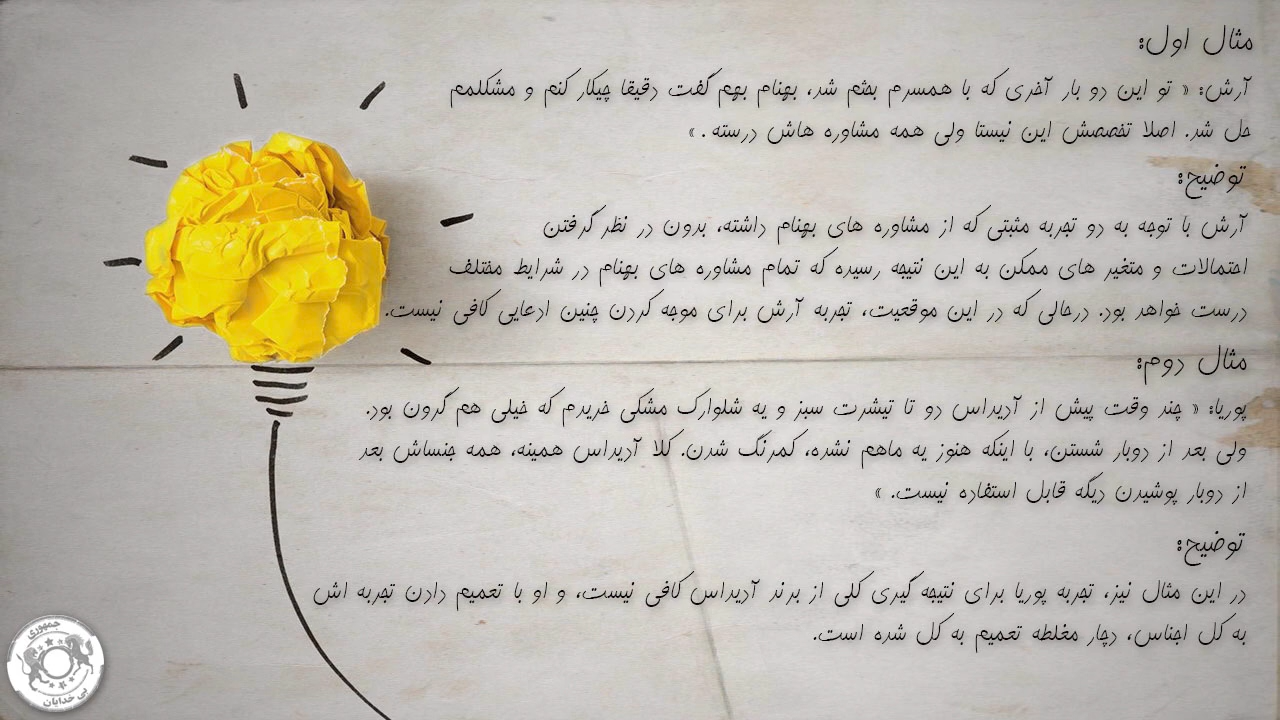 مثال اول:
آرش: « تو این دو بار آخری که با همسرم بحثم شد، بهنام بهم گفت دقیقا چیکار کنم و مشکلمم
حل شد. اصلا تخصصش این نیستا ولی همه مشاوره هاش درسته. »
توضیح:
آرش با توجه به دو تجربه مثبتی که از مشاوره های بهنام داشته، بدون در نظر گرفتن
احتمالات و متغیر های ممکن به این نتیجه رسیده که تمام مشاوره های بهنام در شرایط مختلف
درست خواهد بود. درحالی که در این موقعیت، تجربه آرش برای موجه کردن چنین ادعایی کافی نیست.
مثال دوم:
پوریا: « چند وقت پیش از آدیداس دو تا تیشرت سبز و یه شلوارک مشکی خریدم که خیلی هم گرون بود.
ولی بعد از دوبار شستن، با اینکه هنوز یه ماهم نشده، کمرنگ شدن. کلا آدیداس همینه، همه جنساش بعد
از دوبار پوشیدن دیگه قابل استفاده نیست. »
توضیح:
در این مثال نیز، تجربه پوریا برای نتیجه گیری کلی از برند آدیداس کافی نیست، و او با تعمیم دادن تجربه اش
به کل اجناس، دچار مغلطه تعمیم به کل شده است.
جمهوری
بی خدایان